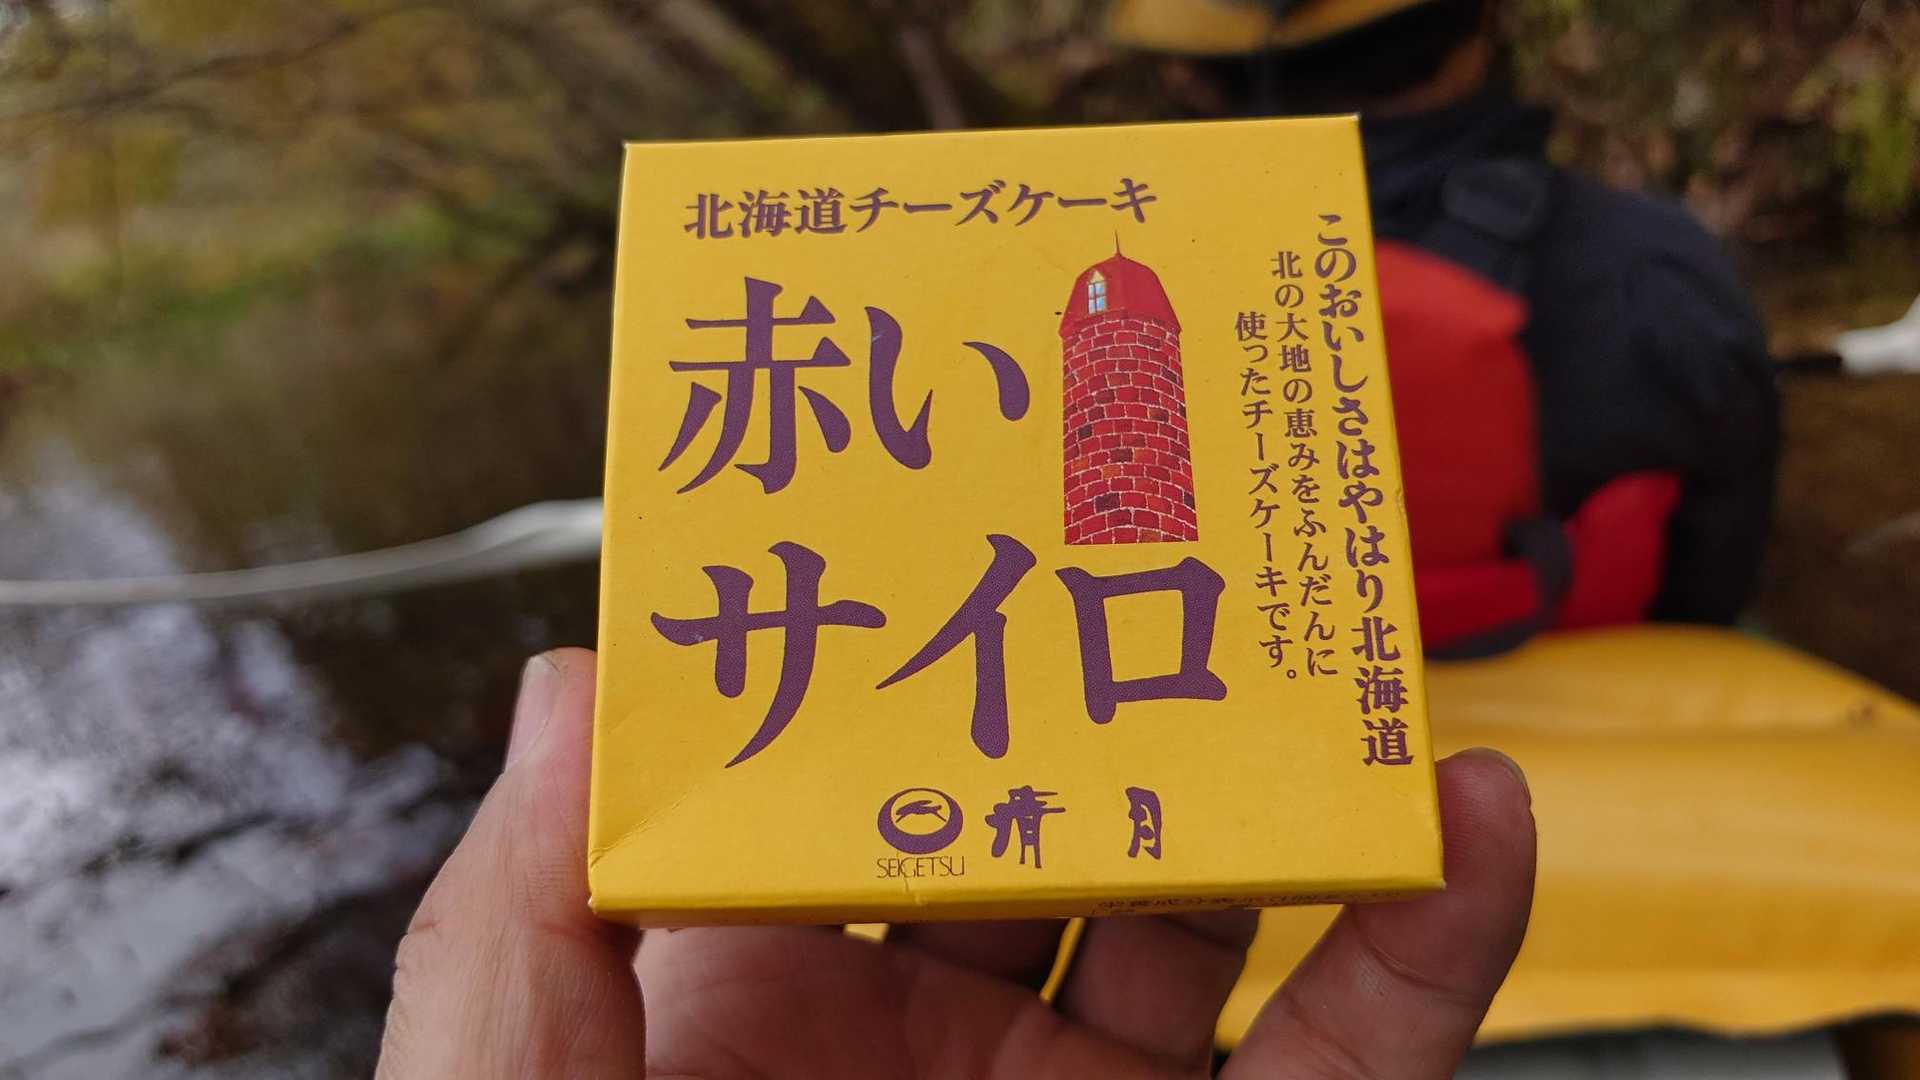 北海道チーズケーキ
赤い
サイロ
このおいしさはやはり北海道
北の大地の恵みをふんだんに
使ったチーズケーキです。
SEIGETSU
清月